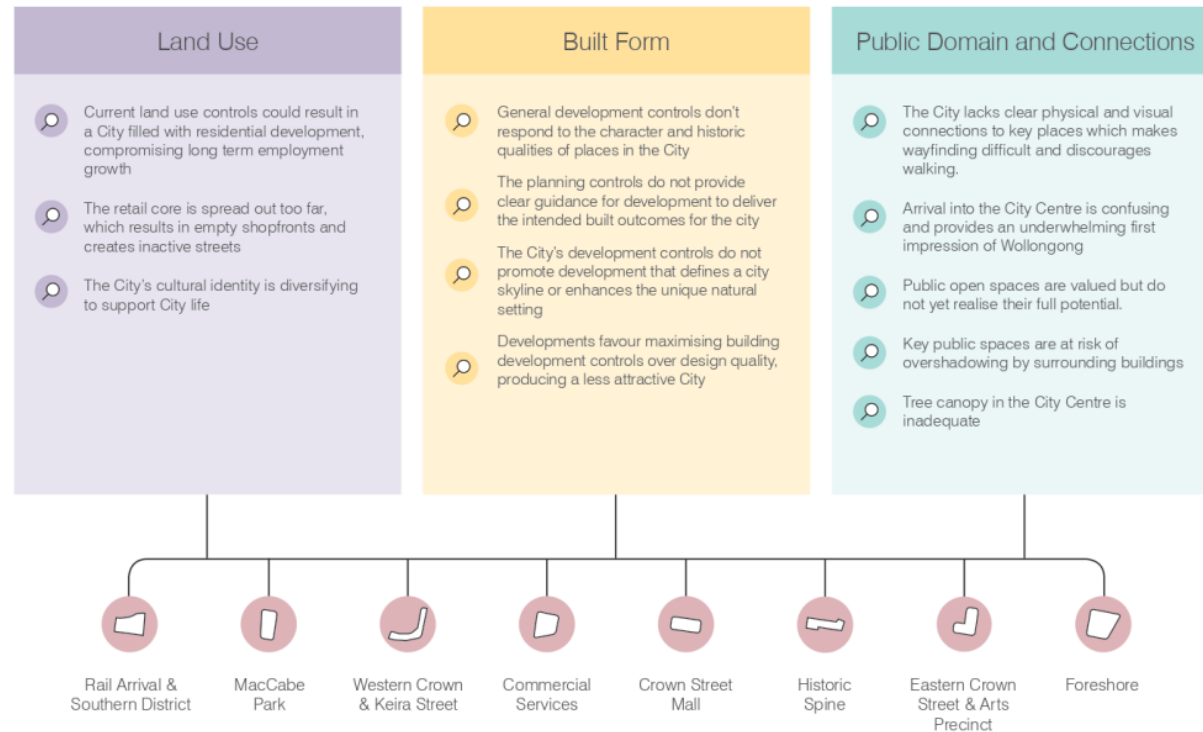 Land Use
Current land use controls could result in
a City filled with residential development,
compromising long term employment
growth
The retail core is spread out too far,
which results in empty shopfronts and
creates inactive streets
The City's cultural identity is diversifying
to support City life
Built Form
General development controls don't
respond to the character and historic
qualities of places in the City
The planning controls do not provide
clear guidance for development to deliver
the intended built outcomes for the city
The City's development controls do not
promote development that defines a city
skyline or enhances the unique natural
setting
Developments favour maximising building
development controls over design quality,
producing a less attractive City
Public Domain and Connections
The City lacks clear physical and visual
connections to key places which makes
wayfinding difficult and discourages
walking.
Arrival into the City Centre is confusing
and provides an underwhelming first
impression of Wollongong
Public open spaces are valued but do
not yet realise their full potential.
Key public spaces are at risk of
overshadowing by surrounding buildings
Tree canopy in the City Centre is
inadequate
Rail Arrival &
Southern District
MacCabe
Park
Western Crown
& Keira Street
Commercial
Services
Crown Street
Mall
Historic
Spine
Eastern Crown
Street & Arts
Precinct
Foreshore